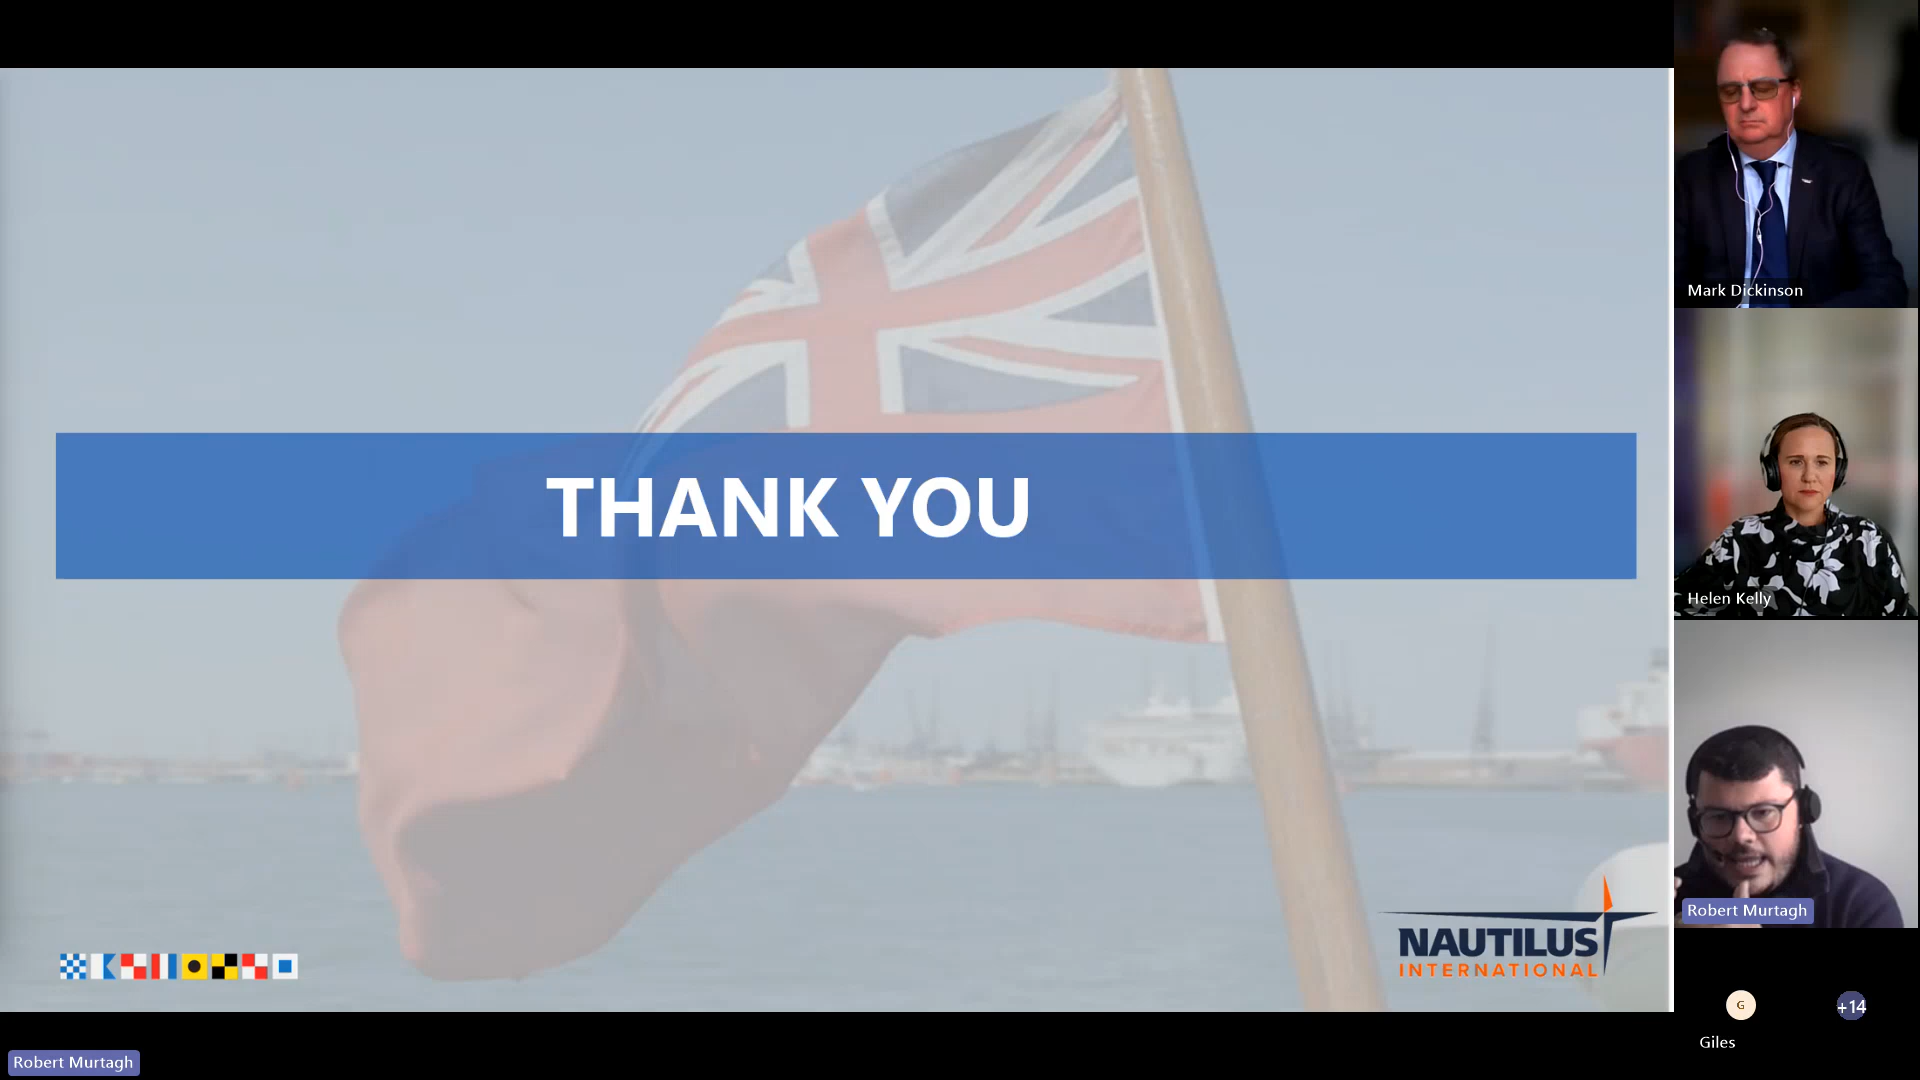 THANK YOU
NAUTILUS
INTERNATIONAL
Mark Dickinson
Helen Kelly
Robert Murtagh
G
+14
Giles
Robert Murtagh